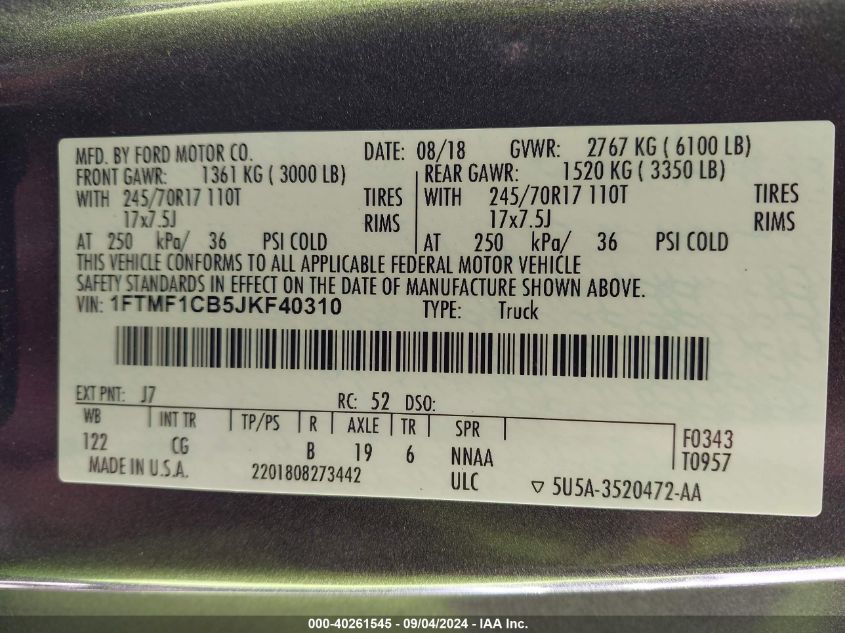 MFD. BY FORD MOTOR CO. DATE: 08/18 GVWR: 2767 KG ( 6100 LB)
FRONT GAWR: 1361 KG ( 3000 LB) REAR GAWR: 1520 KG ( 3350 LB)
WITH 245/70R17 110T TIRES WITH 245/70R17 110T TIRES
17x7.5J RIMS 17x7.5J RIMS
AT 250 kPa/ 36 PSI COLD AT 250 kPa/ 36 PSI COLD
THIS VEHICLE CONFORMS TO ALL APPLICABLE FEDERAL MOTOR VEHICLE
SAFETY STANDARDS IN EFFECT ON THE DATE OF MANUFACTURE SHOWN ABOVE.
VIN: 1FTMF1CB5JKF40310 TYPE: Truck
EXT PNT: J7 RC: 52 DSO:
WB INT TR TP/PS R AXLE TR SPR F0343
122 CG B 19 6 NNAA T0957
MADE IN U.S.A. 2201808273442 ULC ▽ 5U5A-3520472-AA
000-40261545 - 09/04/2024 - IAA Inc.